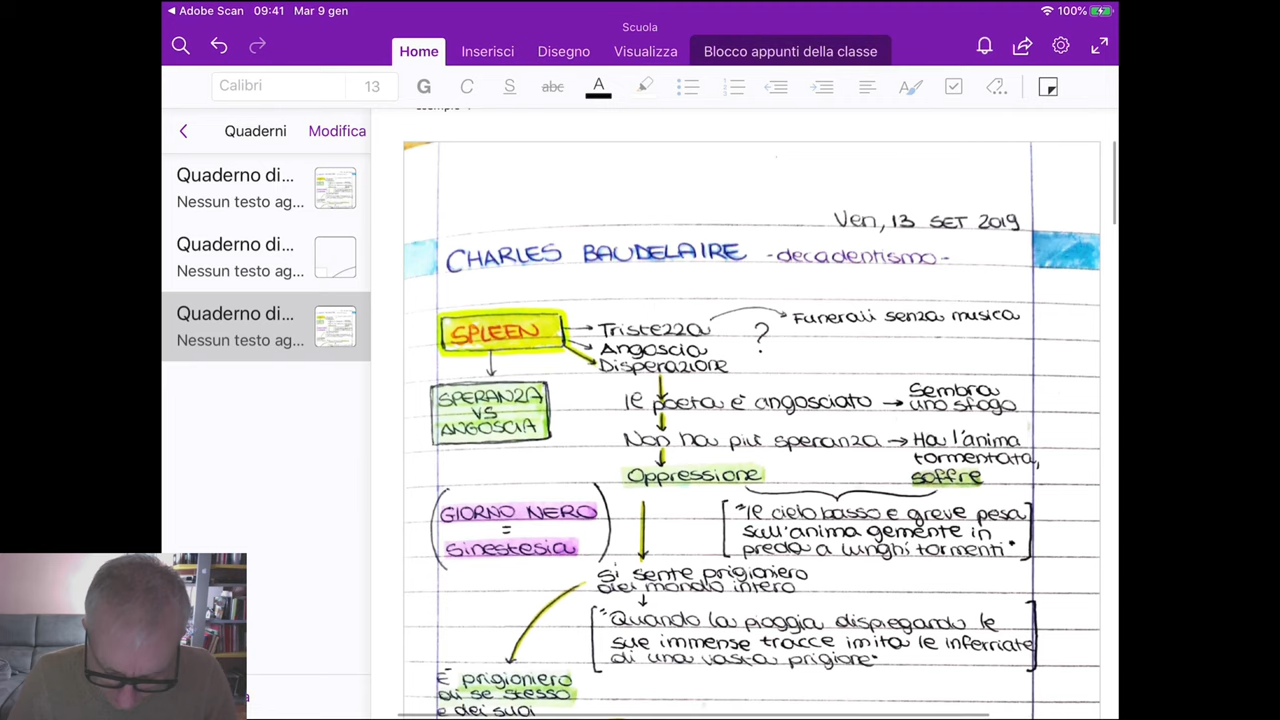 Adobe Scan 09:41 Mar 9 gen 100%
Scuola
Home Inserisci Disegno Visualizza Blocco appunti della classe
Calibri 13 G C S abc A
Quaderni Modifica
Quaderno di...
Nessun testo ag...
Quaderno di...
Nessun testo ag...
Quaderno di...
Nessun testo ag...
Ven, 13 SET 2019
CHARLES BAUDELAIRE -decadentismo-
SPLEEN Tristezza ? Funerali senza musica
Angoscia
Disperazione
SPERANZA
VS
ANGOSCIA
Il poeta è angosciato Sembra
uno sfogo
Non ha più speranza Ha l'anima
tormentata,
soffre
Oppressione
GIORNO NERO
=
Sinestesia
"Il cielo basso e greve pesa
sull'anima gemente in
preda a lunghi tormenti"
Si sente prigioniero
del mondo intero
"Quando la pioggia dispiegando le
sue immense tracce imita le inferriate
di una vasta prigione"
È prigioniero
di se stesso
e dei suoi